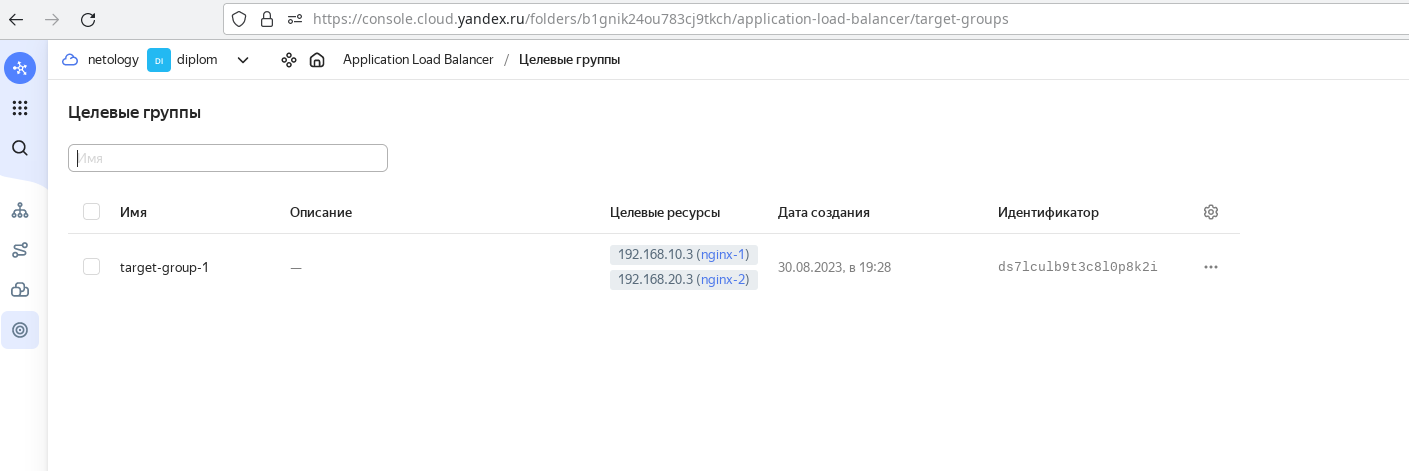 https://console.cloud.yandex.ru/folders/b1gnik24ou783cj9tkch/application-load-balancer/target-groups
netology DI diplom Application Load Balancer / Целевые группы
Целевые группы
Имя
Имя Описание Целевые ресурсы Дата создания Идентификатор
target-group-1 — 192.168.10.3 (nginx-1) 30.08.2023, в 19:28 ds7lculb9t3c8l0p8k2i
192.168.20.3 (nginx-2)